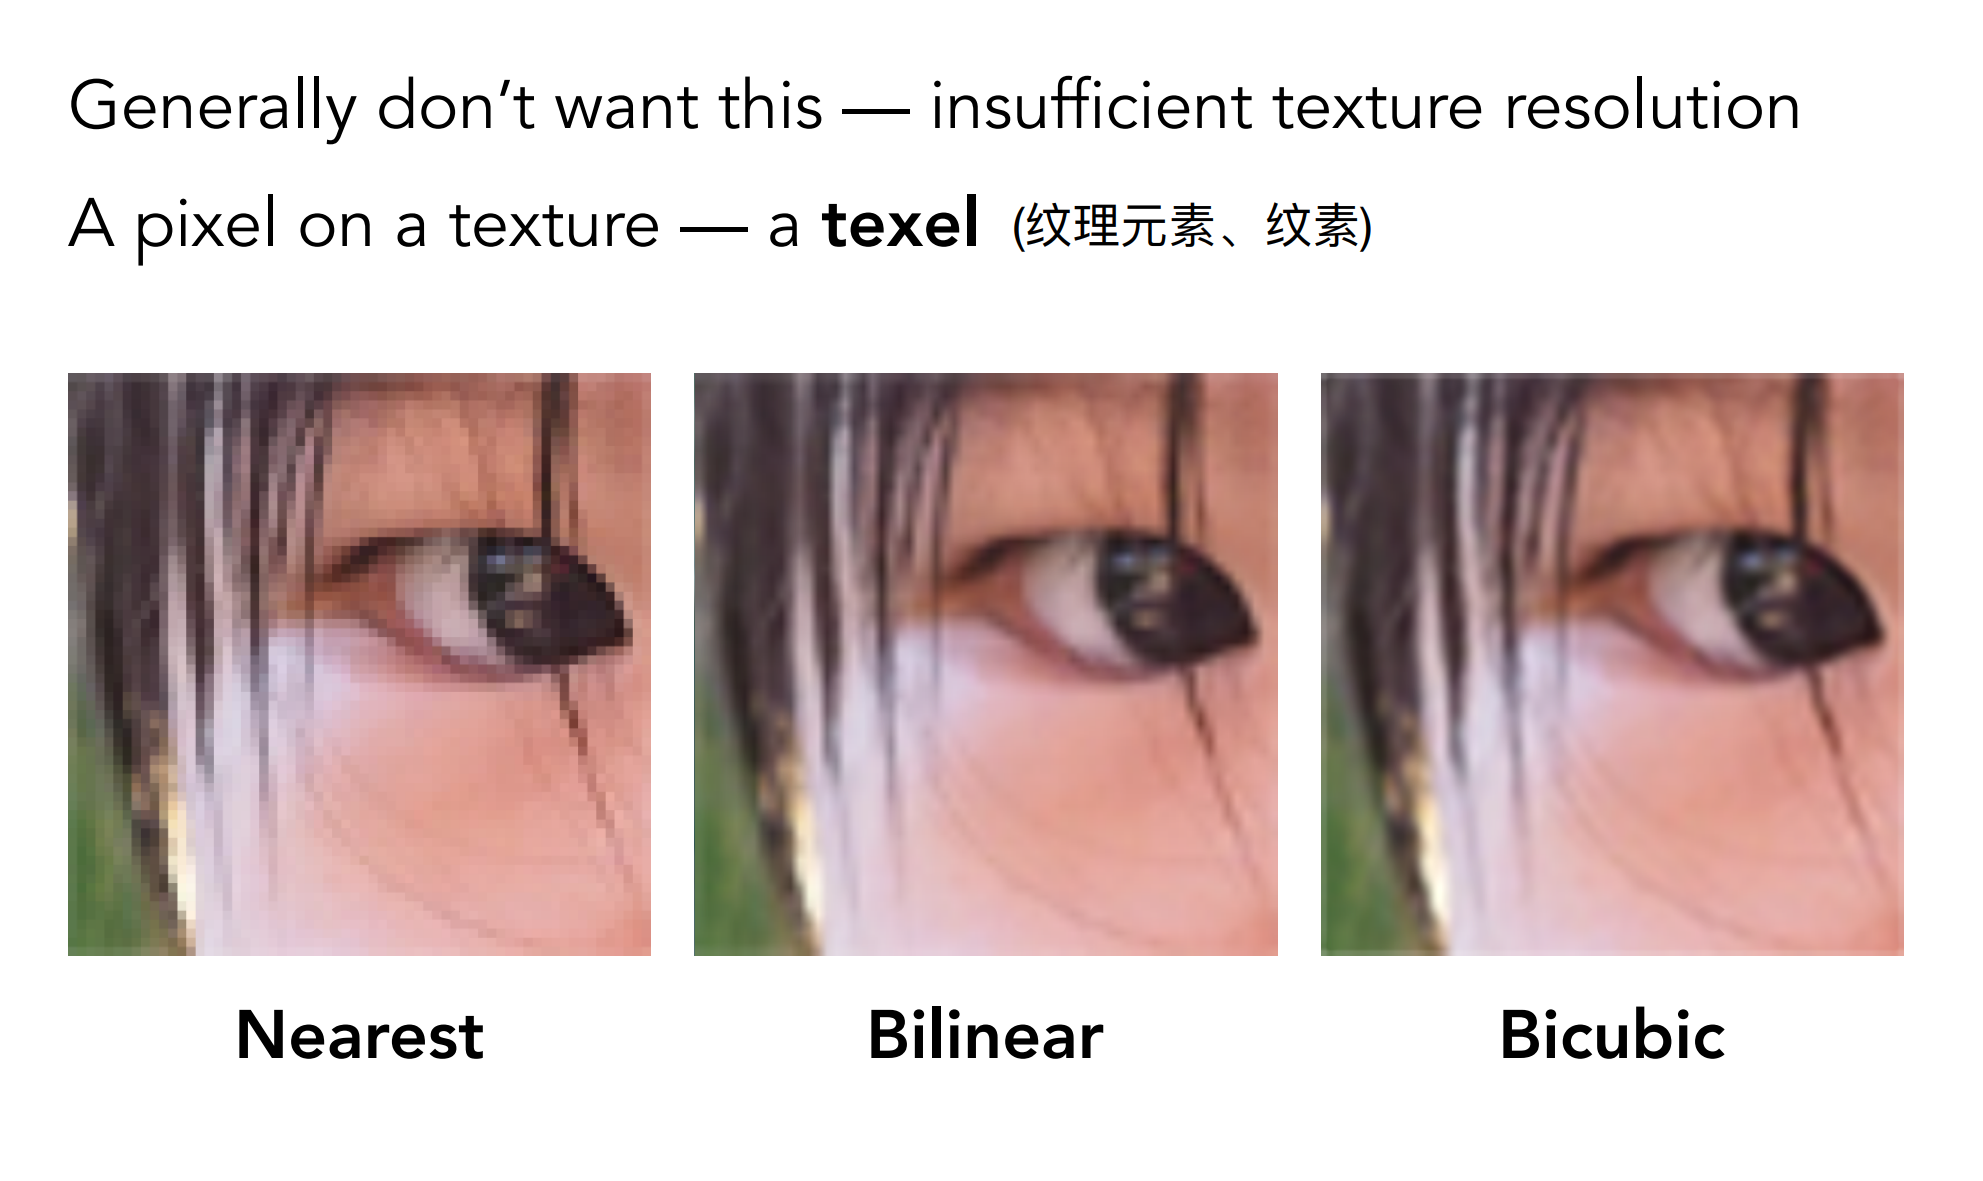 Generally don’t want this — insufficient texture resolution
A pixel on a texture — a texel (纹理元素、纹素)
Nearest
Bilinear
Bicubic